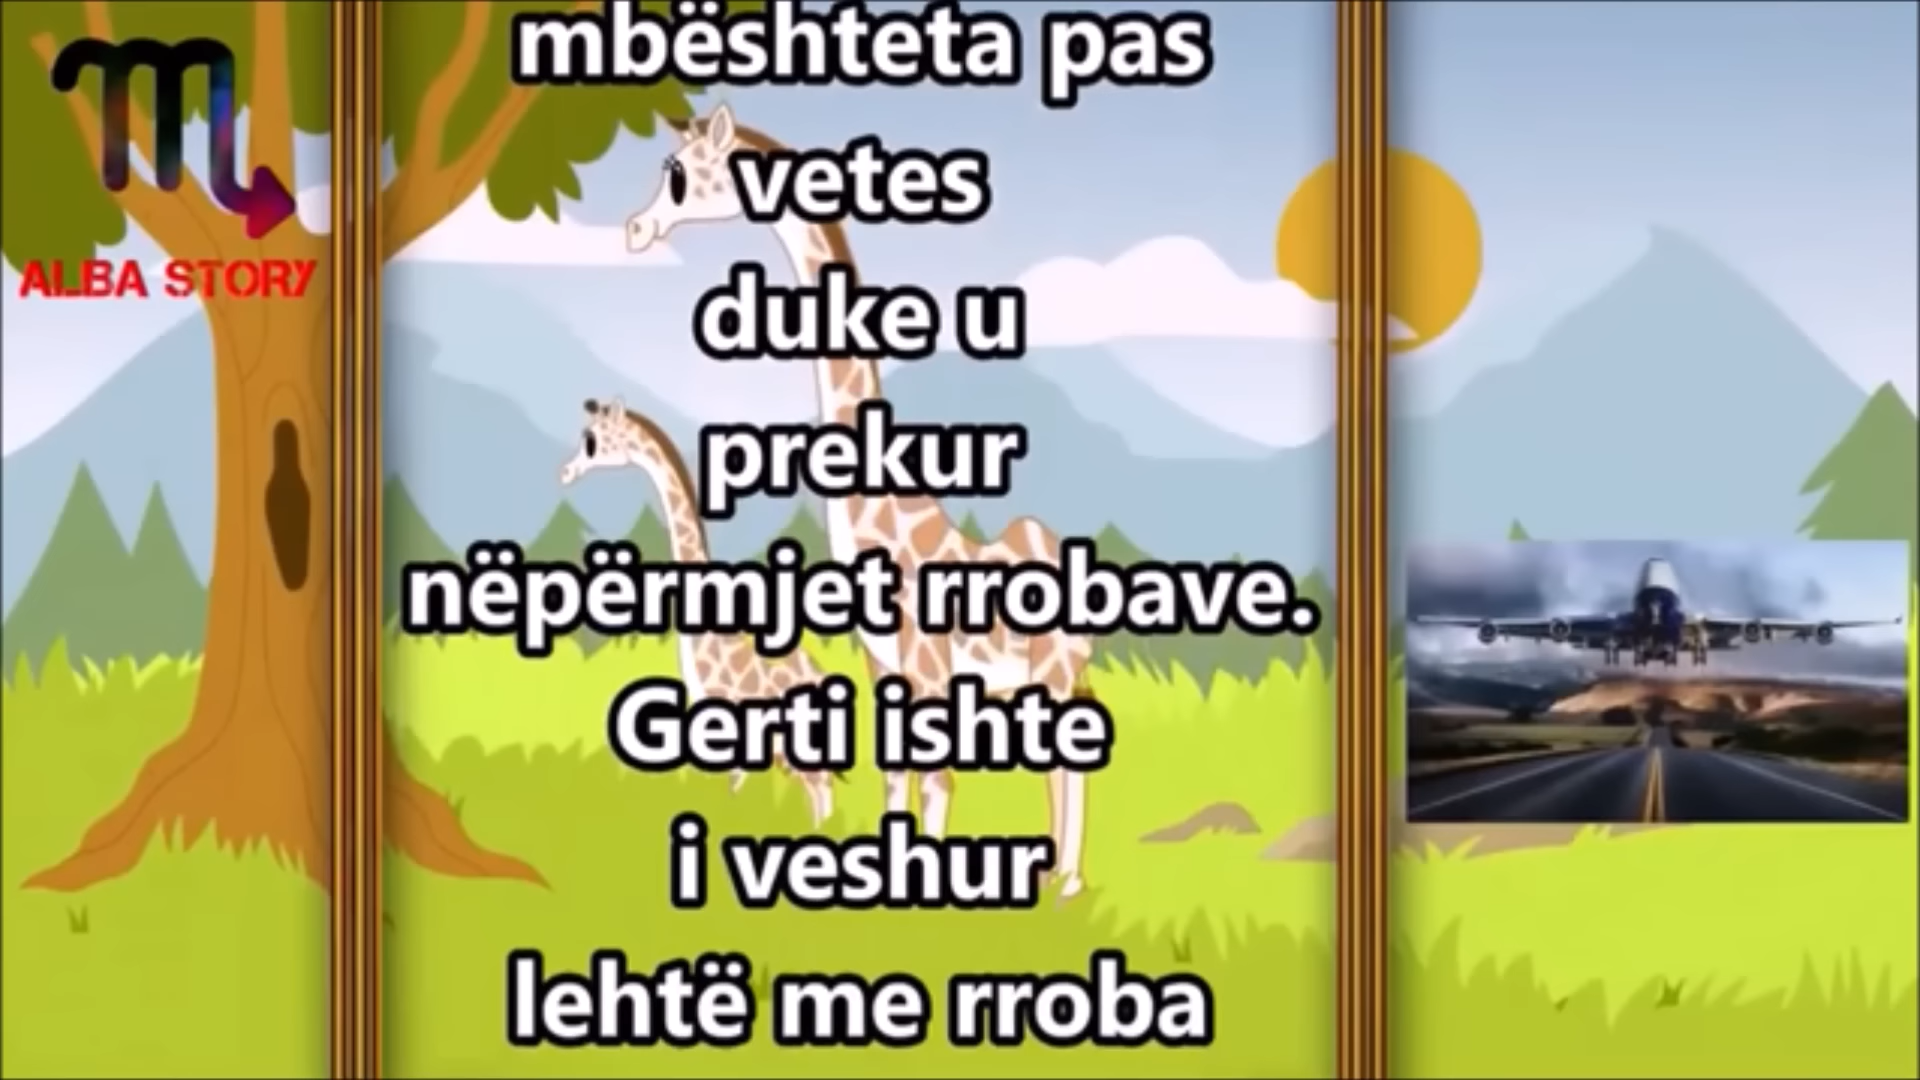 ALBA STORY
mbështeta pas
vetes
duke u
prekur
nëpërmjet rrobave.
Gerti ishte
i veshur
lehtë me rroba